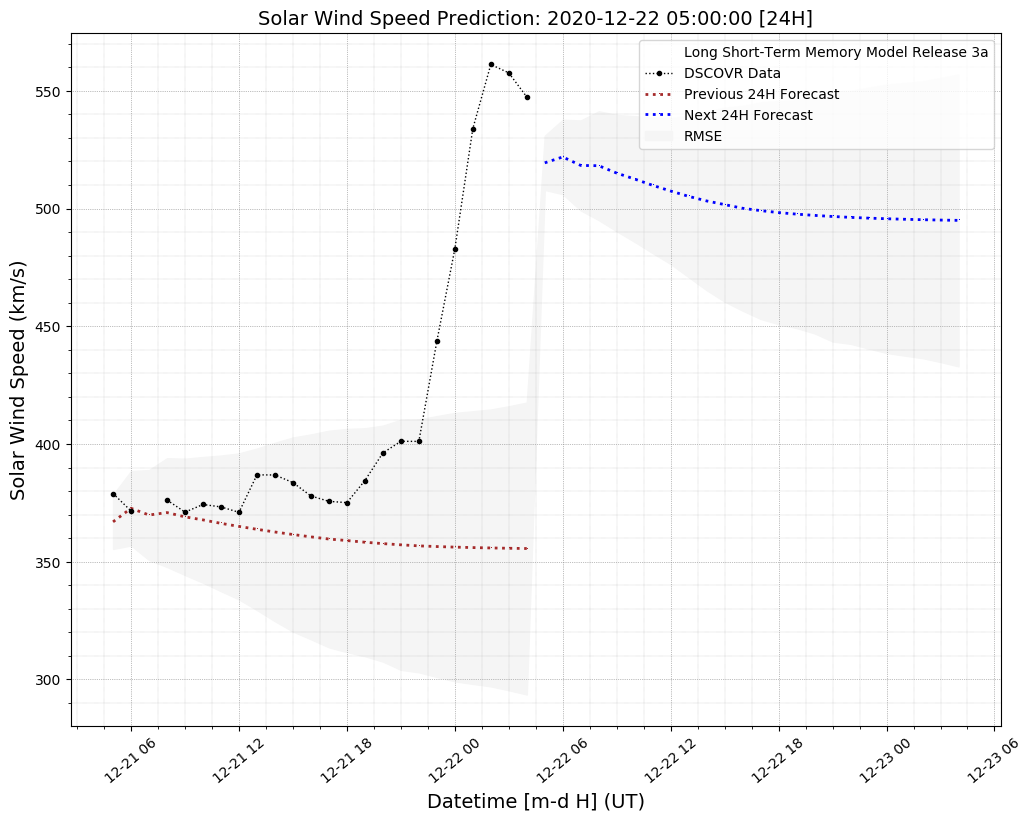 Solar Wind Speed Prediction: 2020-12-22 05:00:00 [24H]
Long Short-Term Memory Model Release 3a
DSCOVR Data
Previous 24H Forecast
Next 24H Forecast
RMSE
Solar Wind Speed (km/s)
550
500
450
400
350
300
12-21 06
12-21 12
12-21 18
12-22 00
12-22 06
12-22 12
12-22 18
12-23 00
12-23 06
Datetime [m-d H] (UT)